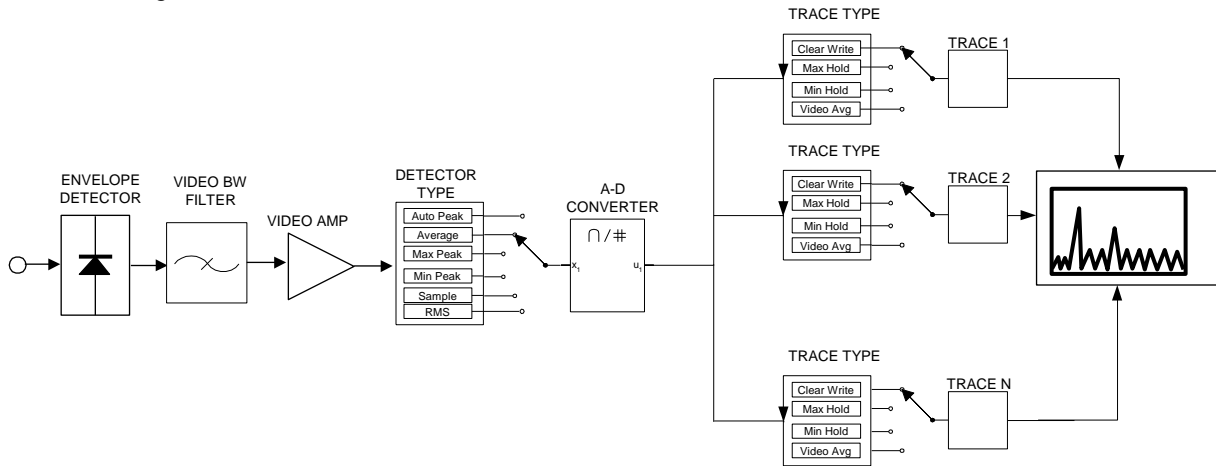 ENVELOPE
DETECTOR
VIDEO BW
FILTER
VIDEO AMP
DETECTOR
TYPE
Auto Peak
Average
Max Peak
Min Peak
Sample
RMS
A-D
CONVERTER
∩/#
x1
u1
TRACE TYPE
Clear Write
Max Hold
Min Hold
Video Avg
TRACE 1
TRACE TYPE
Clear Write
Max Hold
Min Hold
Video Avg
TRACE 2
TRACE TYPE
Clear Write
Max Hold
Min Hold
Video Avg
TRACE N